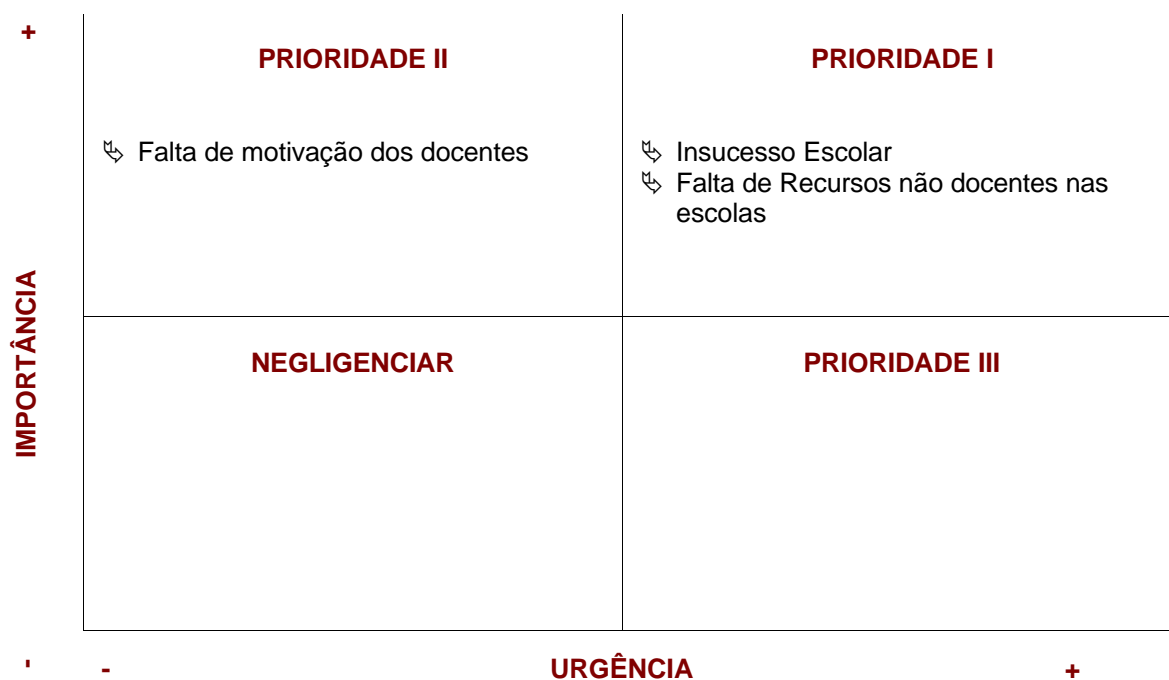 +
PRIORIDADE II
PRIORIDADE I
Falta de motivação dos docentes
Insucesso Escolar
Falta de Recursos não docentes nas
escolas
IMPORTÂNCIA
NEGLIGENCIAR
PRIORIDADE III
-
-
URGÊNCIA
+